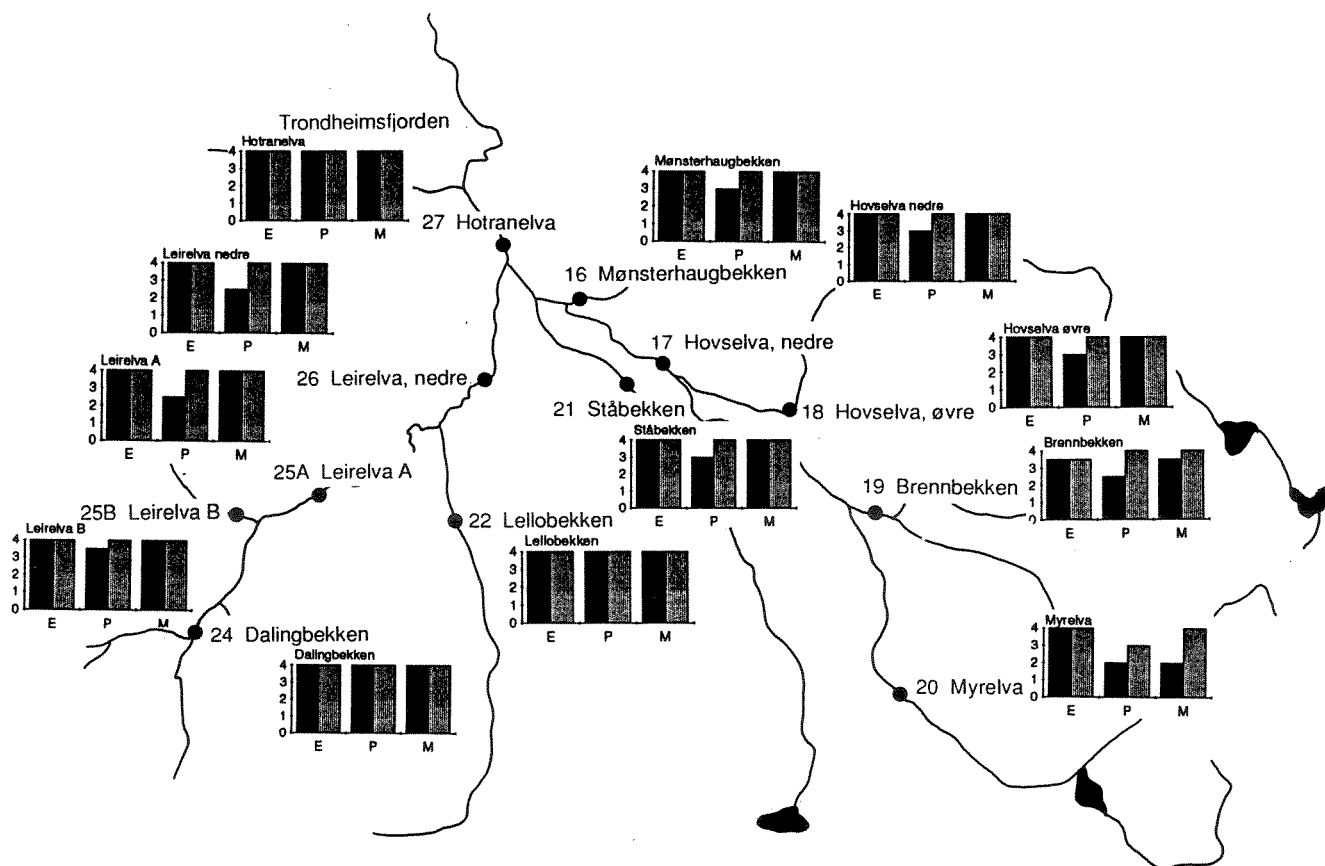 Trondheimsfjorden
Hotranelva
4
3
2
1
0
E P M
27 Hotranelva
Mønsterhaugbekken
4
3
2
1
0
E P M
16 Mønsterhaugbekken
Hovselva nedre
4
3
2
1
0
E P M
17 Hovselva, nedre
Leirelva nedre
4
3
2
1
0
E P M
26 Leirelva, nedre
Hovselva øvre
4
3
2
1
0
E P M
18 Hovselva, øvre
Leirelva A
4
3
2
1
0
E P M
25A Leirelva A
21 Ståbekken
Ståbekken
4
3
2
1
0
E P M
Brennbekken
4
3
2
1
0
E P M
19 Brennbekken
25B Leirelva B
Leirelva B
4
3
2
1
0
E P M
22 Lellobekken
Lellobekken
4
3
2
1
0
E P M
24 Dalingbekken
Dalingbekken
4
3
2
1
0
E P M
Myrelva
4
3
2
1
0
E P M
20 Myrelva